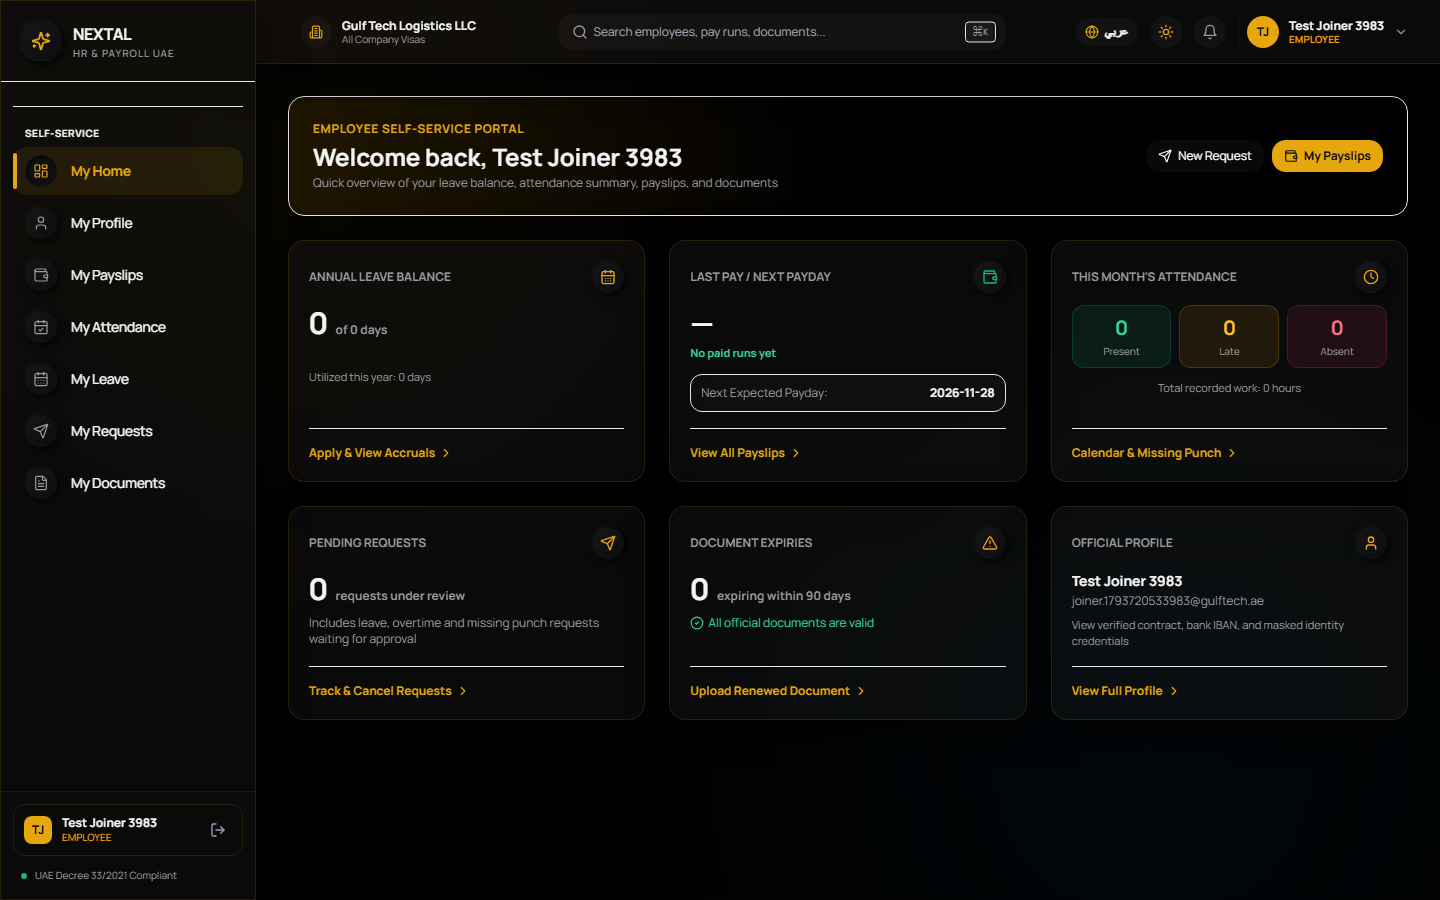 NEXTAL
HR & PAYROLL UAE
Gulf Tech Logistics LLC
All Company Visas
Search employees, pay runs, documents...
⌘K
عربي
TJ
Test Joiner 3983
EMPLOYEE
SELF-SERVICE
My Home
My Profile
My Payslips
My Attendance
My Leave
My Requests
My Documents
EMPLOYEE SELF-SERVICE PORTAL
Welcome back, Test Joiner 3983
Quick overview of your leave balance, attendance summary, payslips, and documents
New Request
My Payslips
ANNUAL LEAVE BALANCE
0 of 0 days
Utilized this year: 0 days
Apply & View Accruals
LAST PAY / NEXT PAYDAY
—
No paid runs yet
Next Expected Payday: 2026-11-28
View All Payslips
THIS MONTH'S ATTENDANCE
0 0 0
Present Late Absent
Total recorded work: 0 hours
Calendar & Missing Punch
PENDING REQUESTS
0 requests under review
Includes leave, overtime and missing punch requests
waiting for approval
Track & Cancel Requests
DOCUMENT EXPIRIES
0 expiring within 90 days
All official documents are valid
Upload Renewed Document
OFFICIAL PROFILE
Test Joiner 3983
joiner.1793720533983@gulftech.ae
View verified contract, bank IBAN, and masked identity
credentials
View Full Profile
TJ
Test Joiner 3983
EMPLOYEE
UAE Decree 33/2021 Compliant